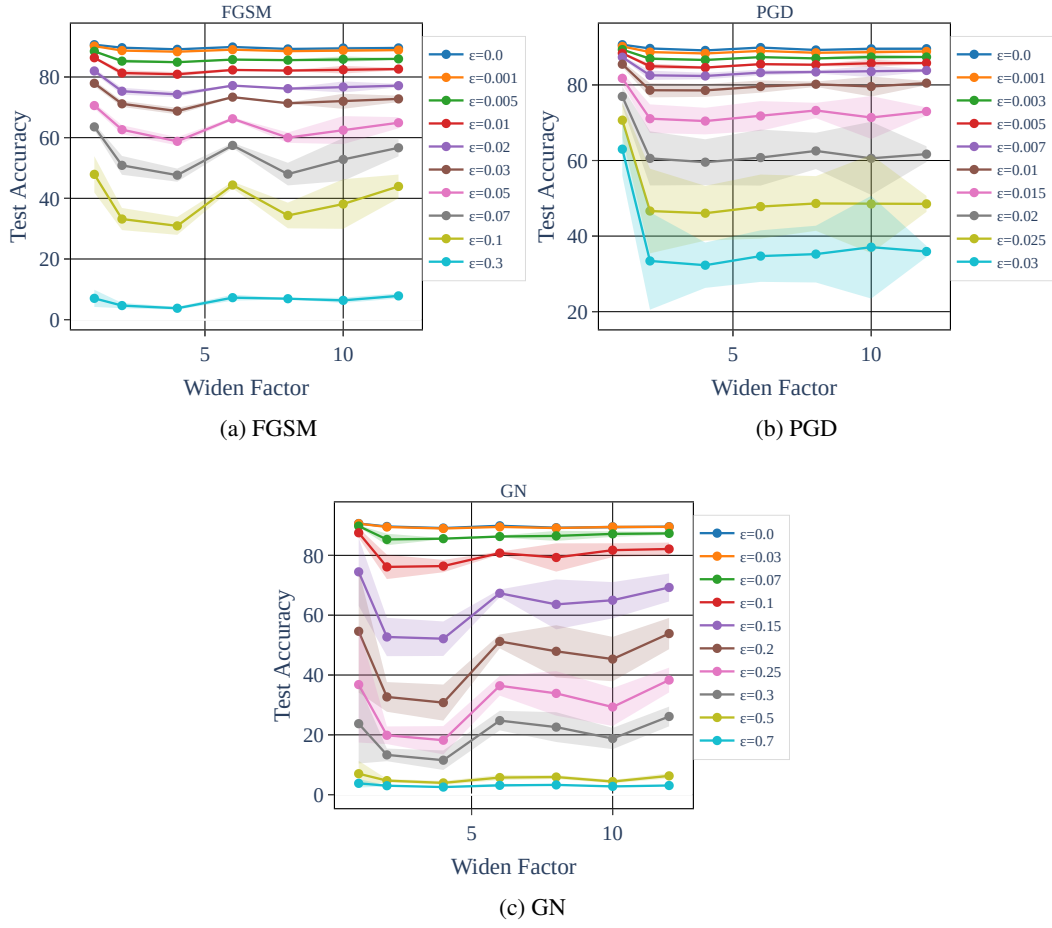 FGSM
Test Accuracy
80
60
40
20
0
5
10
Widen Factor
ε=0.0
ε=0.001
ε=0.005
ε=0.01
ε=0.02
ε=0.03
ε=0.05
ε=0.07
ε=0.1
ε=0.3
(a) FGSM
PGD
Test Accuracy
80
60
40
20
5
10
Widen Factor
ε=0.0
ε=0.001
ε=0.003
ε=0.005
ε=0.007
ε=0.01
ε=0.015
ε=0.02
ε=0.025
ε=0.03
(b) PGD
GN
Test Accuracy
80
60
40
20
0
5
10
Widen Factor
ε=0.0
ε=0.03
ε=0.07
ε=0.1
ε=0.15
ε=0.2
ε=0.25
ε=0.3
ε=0.5
ε=0.7
(c) GN